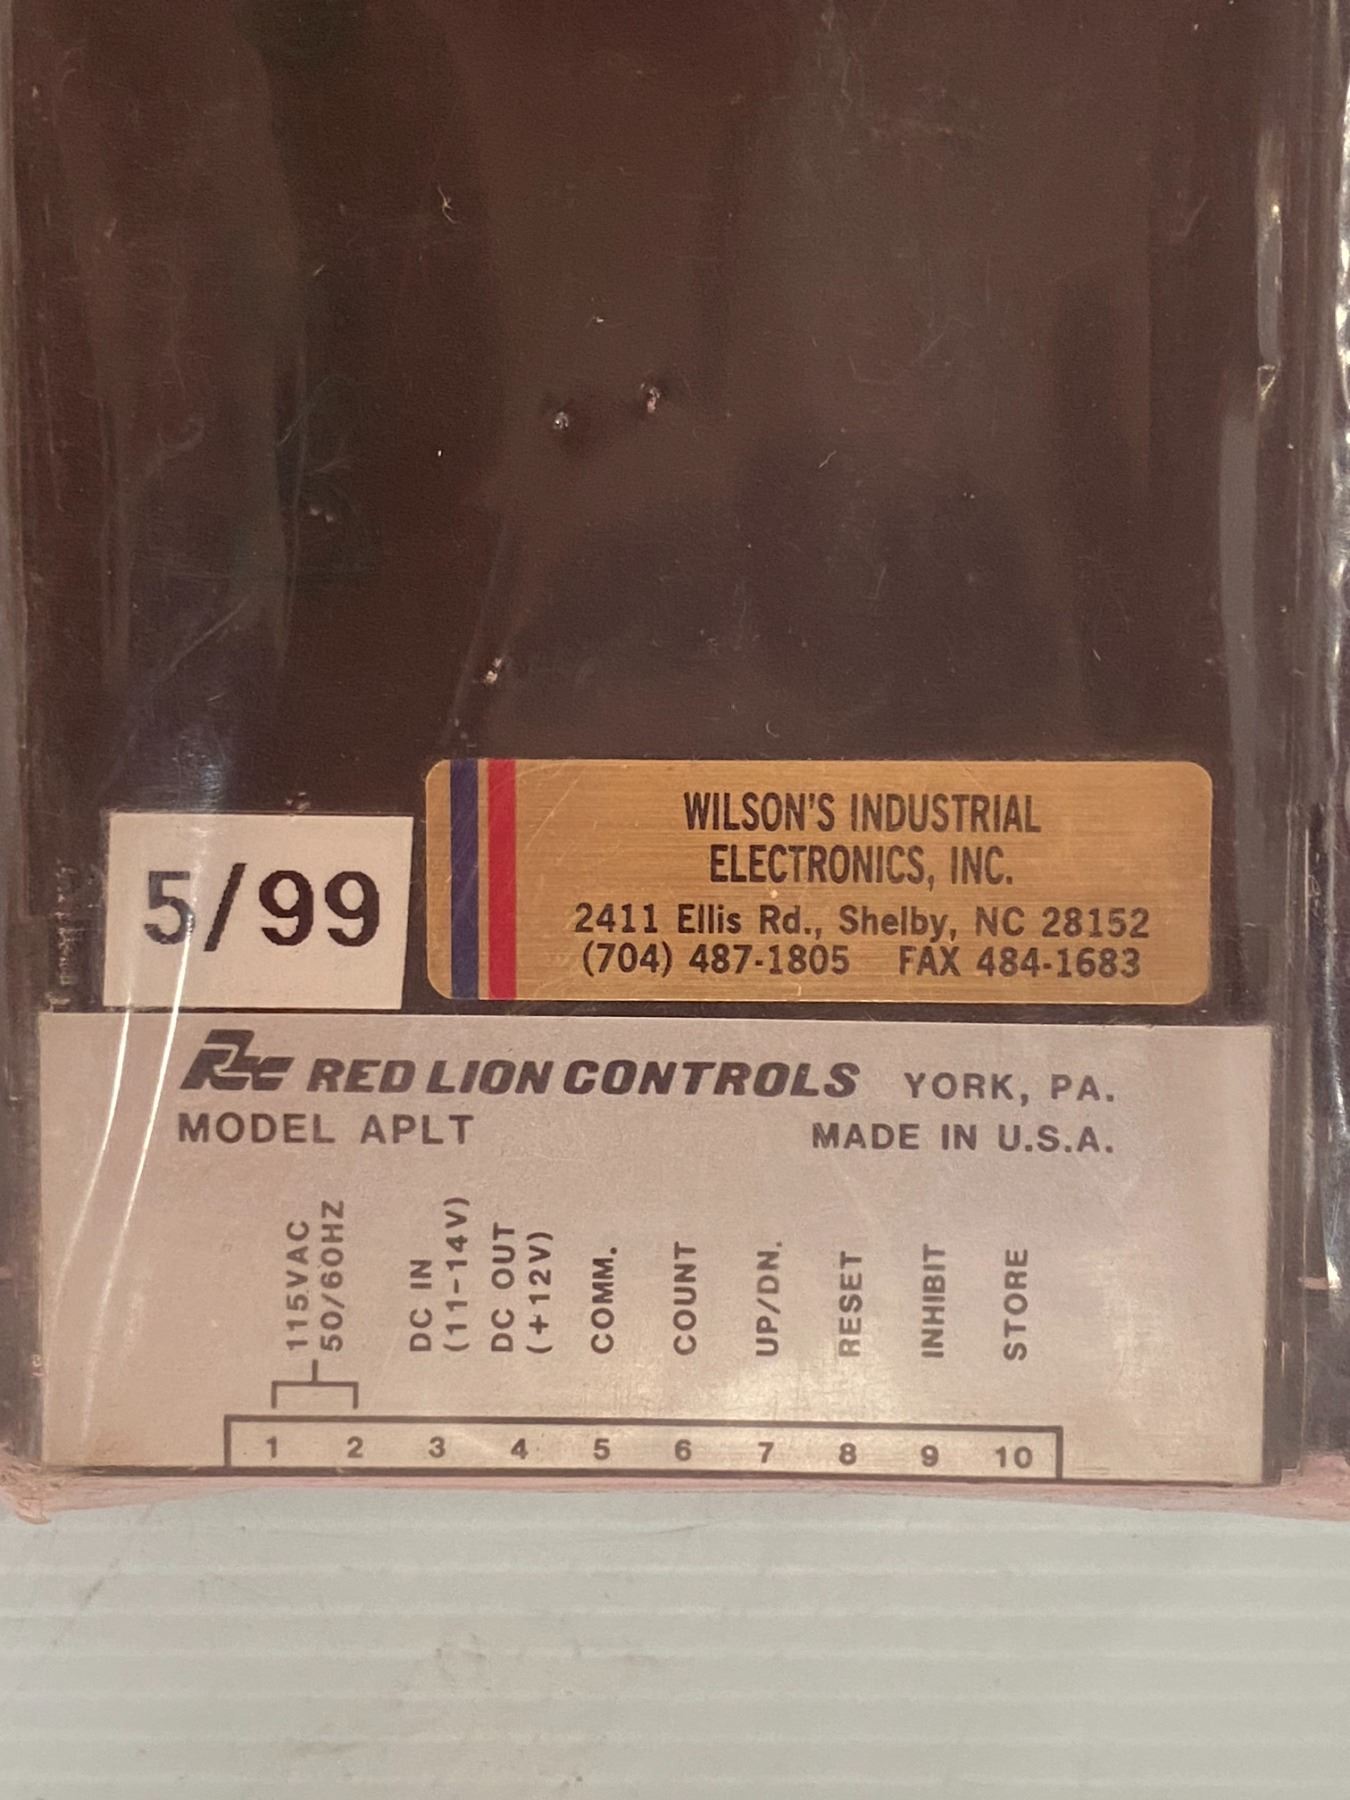 WILSON'S INDUSTRIAL
ELECTRONICS, INC.
2411 Ellis Rd., Shelby, NC 28152
(704) 487-1805 FAX 484-1683
5/99
RLC RED LION CONTROLS YORK, PA.
MODEL APLT MADE IN U.S.A.
115VAC
50/60HZ
DC IN
(11-14V)
DC OUT
(+12V)
COMM.
COUNT
UP/DN.
RESET
INHIBIT
STORE
1 2 3 4 5 6 7 8 9 10